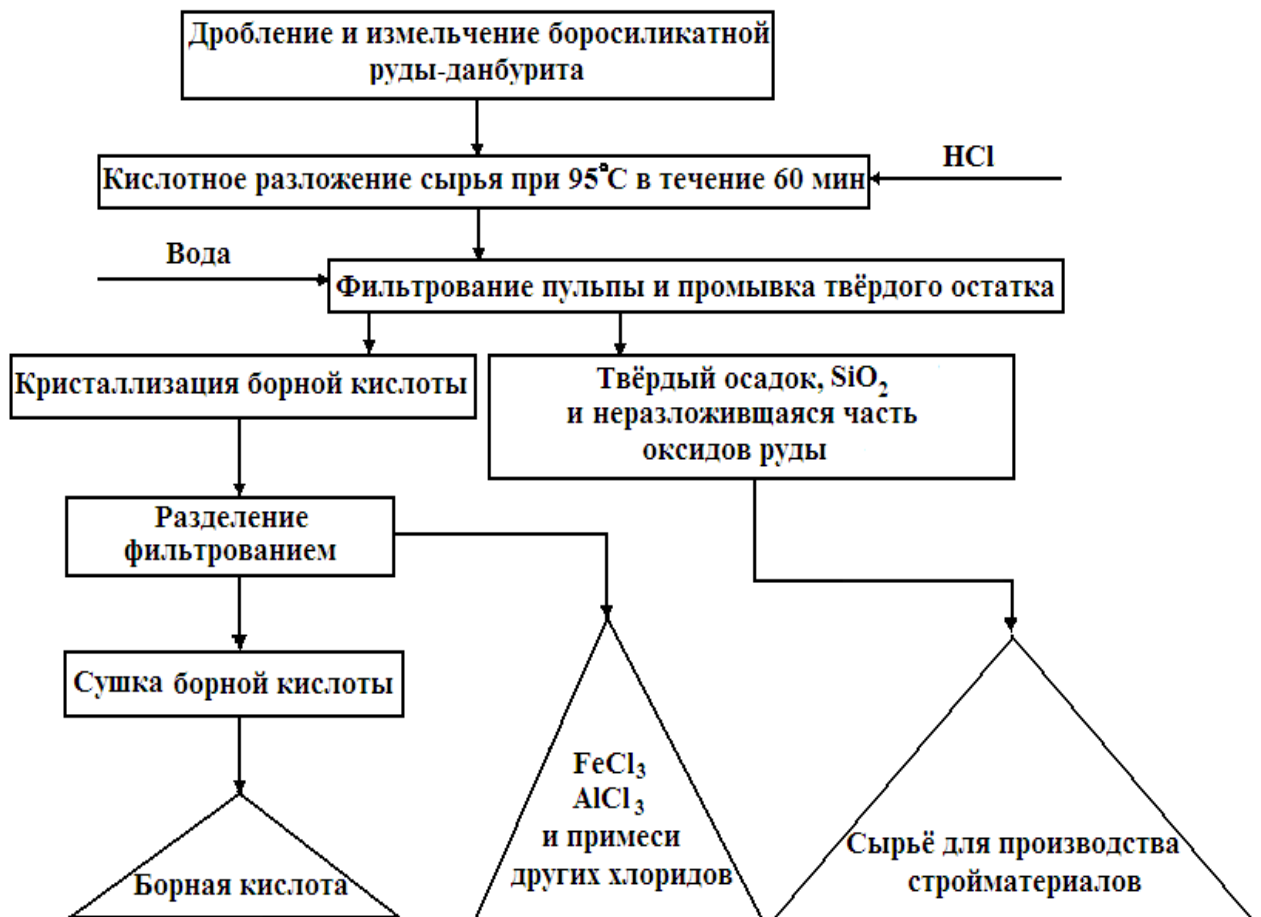 Дробление и измельчение боросиликатной
руды-данбурита
HCl
Кислотное разложение сырья при 95°С в течение 60 мин
Вода
Фильтрование пульпы и промывка твёрдого остатка
Кристаллизация борной кислоты
Твёрдый осадок, SiO₂
и неразложившаяся часть
оксидов руды
Разделение
фильтрованием
Сушка борной кислоты
FeCl₃
AlCl₃
и примеси
других хлоридов
Борная кислота
Сырьё для производства
стройматериалов